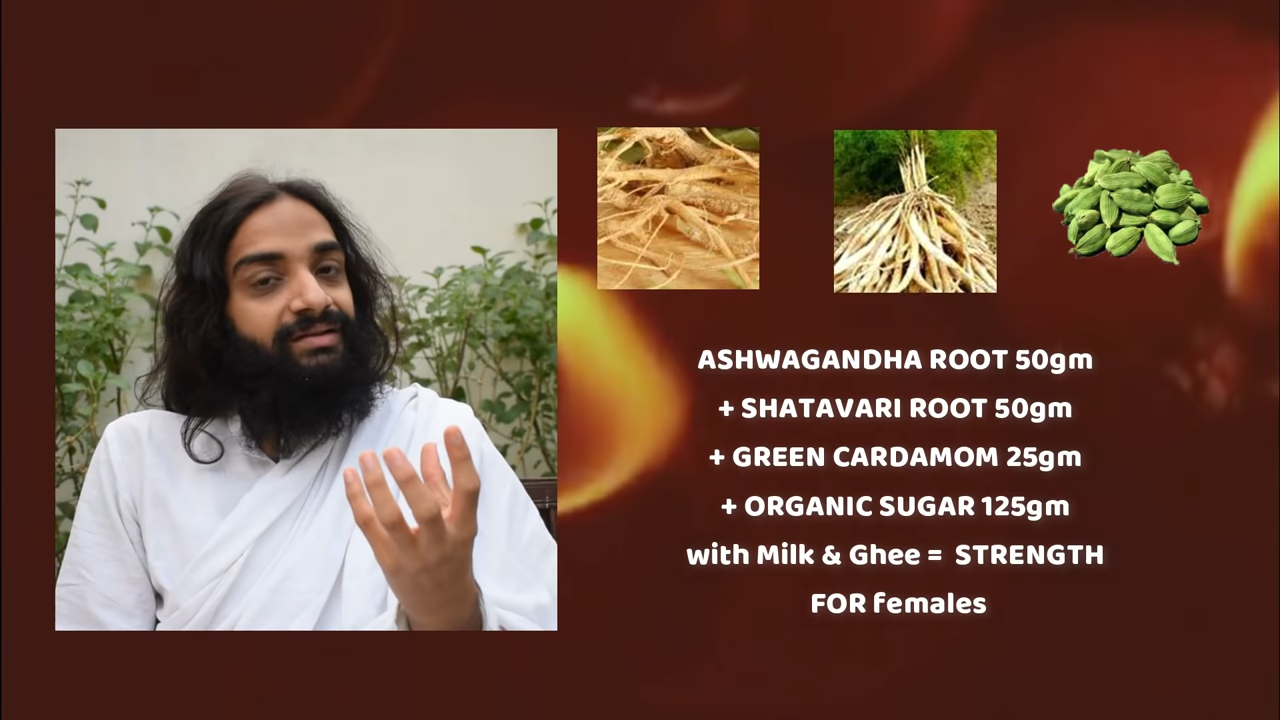 ASHWAGANDHA ROOT 50gm
+ SHATAVARI ROOT 50gm
+ GREEN CARDAMOM 25gm
+ ORGANIC SUGAR 125gm
with Milk & Ghee = STRENGTH
FOR females